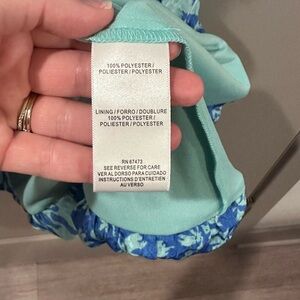 100% POLYESTER/
POLIESTER / POLYESTER
LINING / FORRO / DOUBLURE
100% POLYESTER /
POLIESTER / POLYESTER
RN 67472
SEE REVERSE FOR CARE
VER AL DORSO PARA CUIDADO
INSTRUCTIONS D'ENTRETIEN
AU VERSO